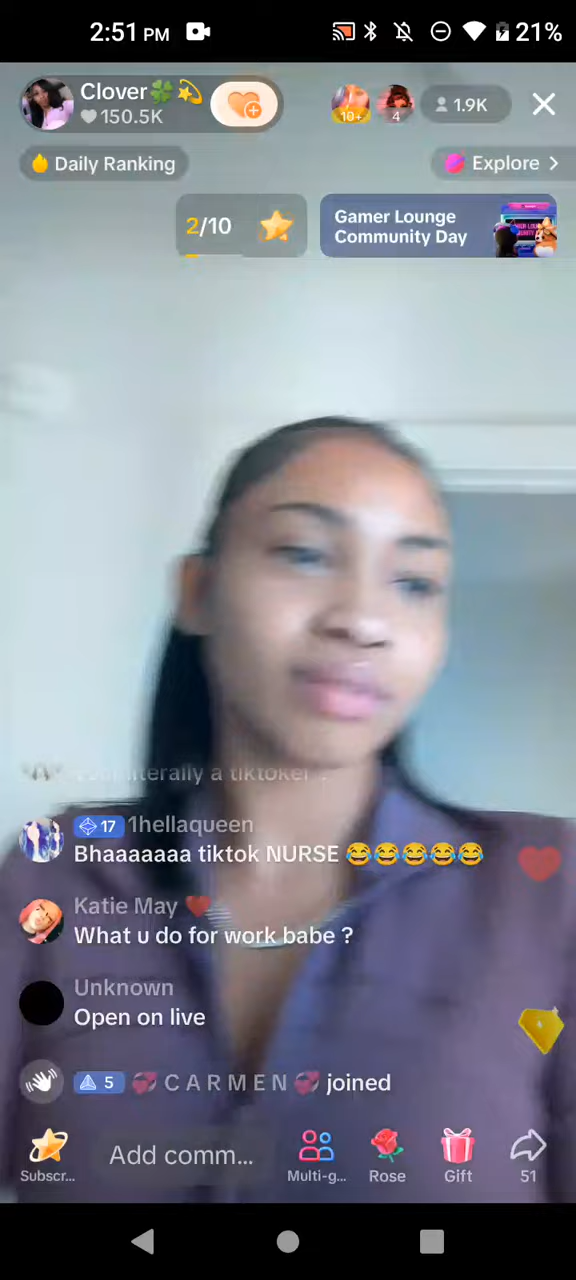 2:51 PM
21%
Clover🍀💫
150.5K
10+
4
1.9K
Daily Ranking
Explore >
2/10
Gamer Lounge
Community Day
literally a tiktoker
17 1hellaqueen
Bhaaaaaaa tiktok NURSE 😂😂😂😂😂
Katie May ❤️
What u do for work babe ?
Unknown
Open on live
5 💞 C A R M E N 💞 joined
Subscr...
Add comm...
Multi-g...
Rose
Gift
51